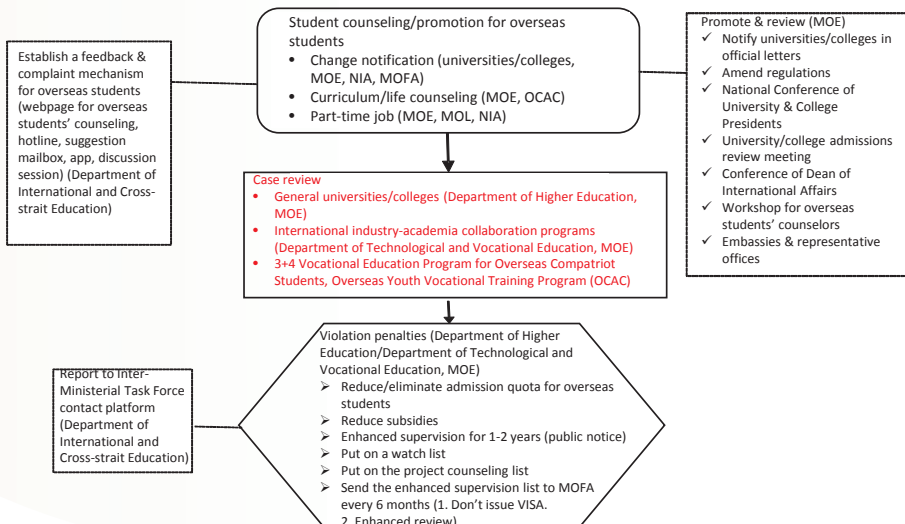 Student counseling/promotion for overseas
students
• Change notification (universities/colleges,
MOE, NIA, MOFA)
• Curriculum/life counseling (MOE, OCAC)
• Part-time job (MOE, MOL, NIA)
Establish a feedback &
complaint mechanism
for overseas students
(webpage for overseas
students’ counseling,
hotline, suggestion
mailbox, app, discussion
session) (Department of
International and Cross-
strait Education)
Promote & review (MOE)
✓ Notify universities/colleges in
official letters
✓ Amend regulations
✓ National Conference of
University & College
Presidents
✓ University/college admissions
review meeting
✓ Conference of Dean of
International Affairs
✓ Workshop for overseas
students’ counselors
✓ Embassies & representative
offices
Case review
• General universities/colleges (Department of Higher Education,
MOE)
• International industry-academia collaboration programs
(Department of Technological and Vocational Education, MOE)
• 3+4 Vocational Education Program for Overseas Compatriot
Students, Overseas Youth Vocational Training Program (OCAC)
Violation penalties (Department of Higher
Education/Department of Technological and
Vocational Education, MOE)
➢ Reduce/eliminate admission quota for overseas
students
➢ Reduce subsidies
➢ Enhanced supervision for 1-2 years (public notice)
➢ Put on a watch list
➢ Put on the project counseling list
➢ Send the enhanced supervision list to MOFA
every 6 months (1. Don’t issue VISA.
2. Enhanced review)
Report to Inter-
Ministerial Task Force
contact platform
(Department of
International and
Cross-strait Education)